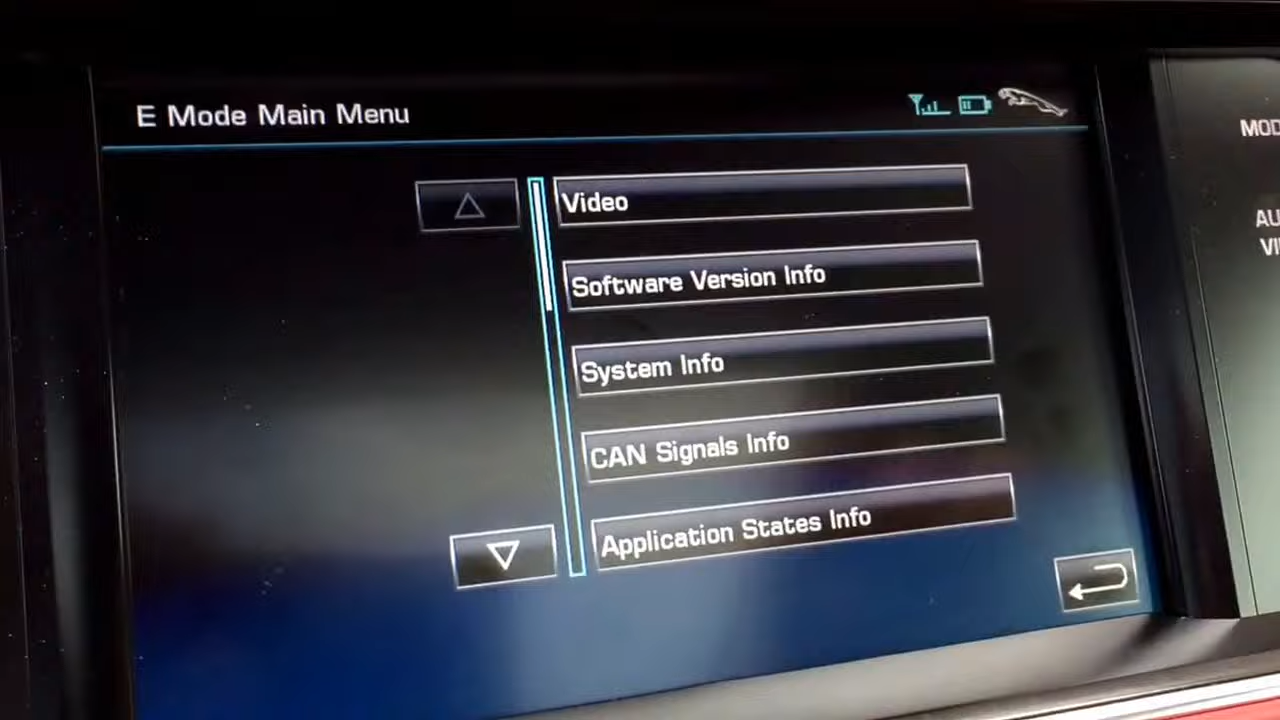 E Mode Main Menu
Video
Software Version Info
System Info
CAN Signals Info
Application States Info